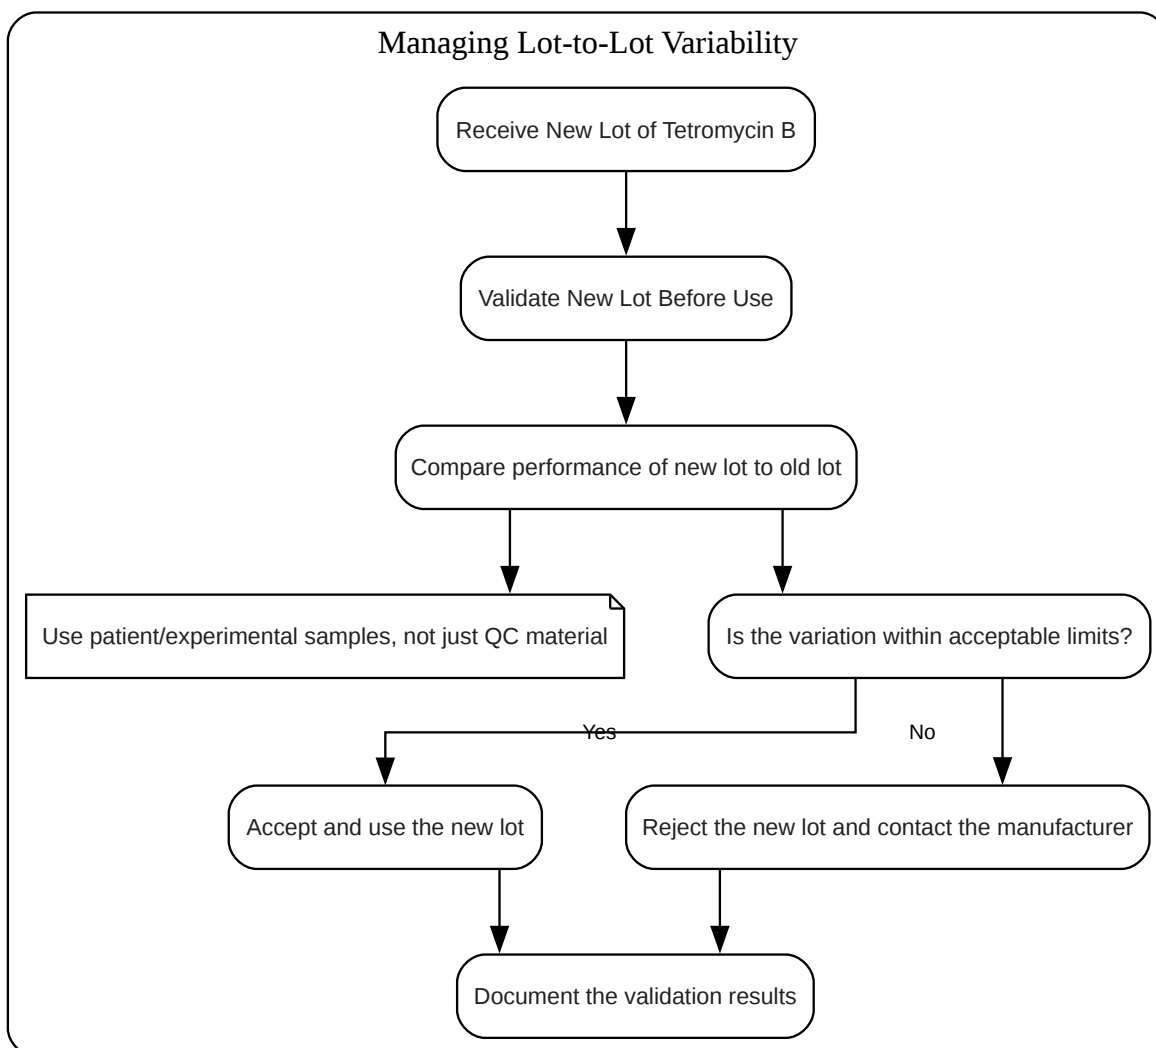 Managing Lot-to-Lot Variability
Receive New Lot of Tetromycin B
Validate New Lot Before Use
Compare performance of new lot to old lot
Use patient/experimental samples, not just QC material
Is the variation within acceptable limits?
Yes
No
Accept and use the new lot
Reject the new lot and contact the manufacturer
Document the validation results